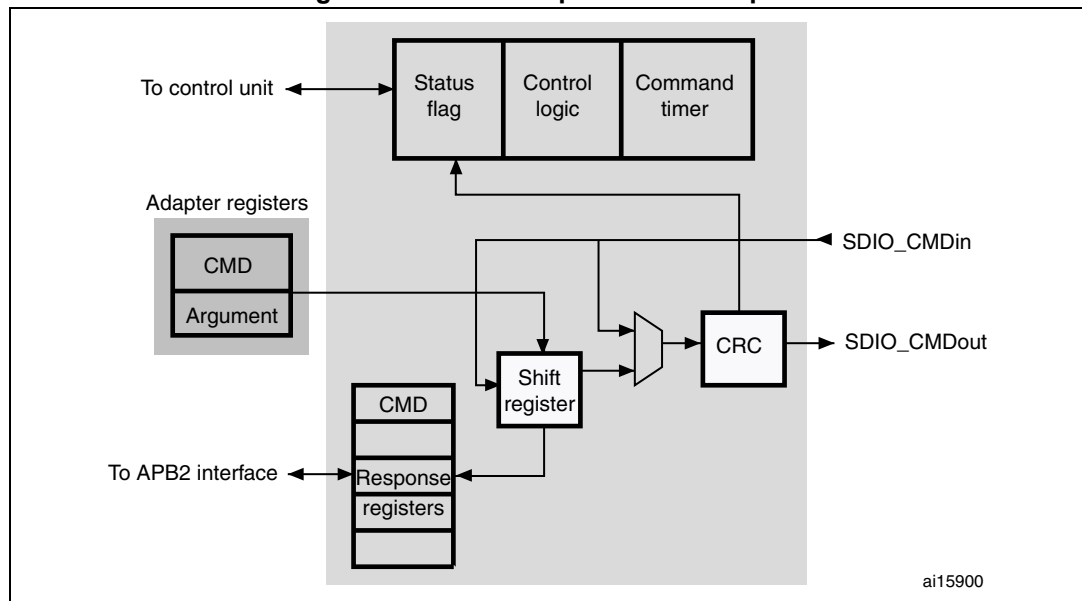 To control unit
Status
flag
Control
logic
Command
timer
Adapter registers
CMD
Argument
SDIO_CMDin
SDIO_CMDout
CRC
Shift
register
CMD
To APB2 interface
Response
registers
ai15900